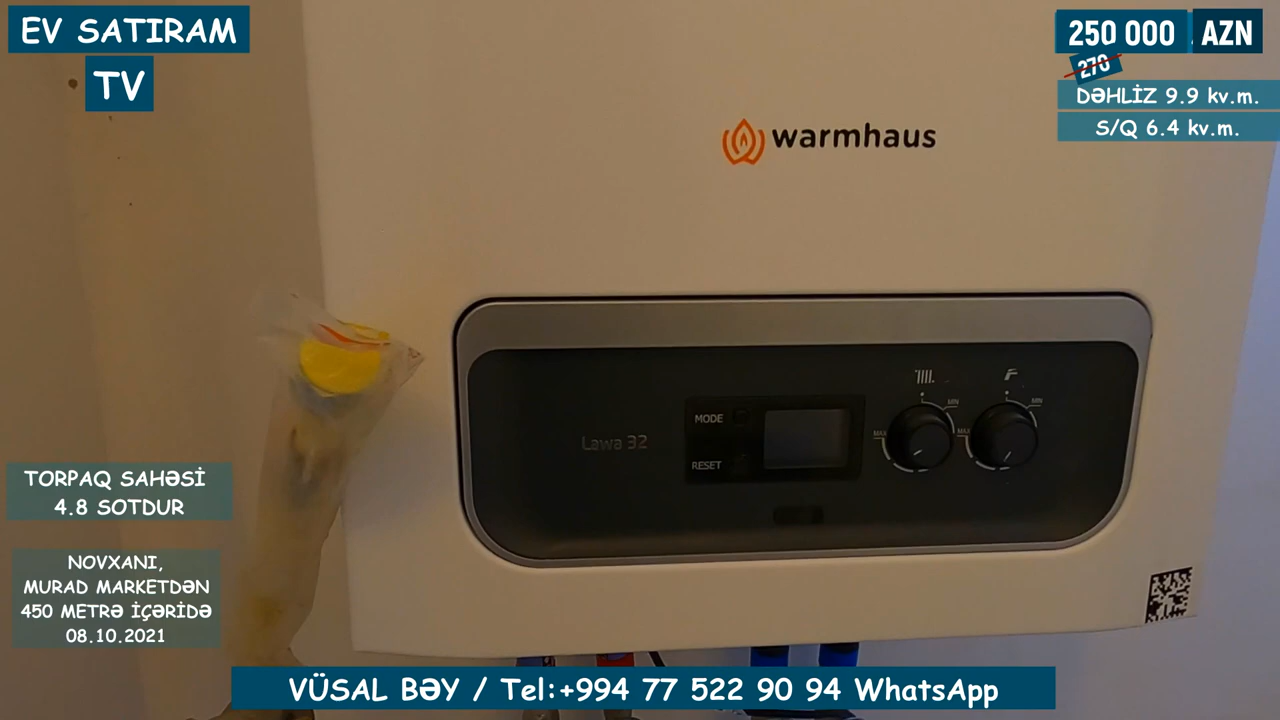 EV SATIRAM
TV
250 000 AZN
270
DƏHLİZ 9.9 kv.m.
S/Q 6.4 kv.m.
warmhaus
MODE
Lawa 32
RESET
MIN
MAX
MIN
MAX
TORPAQ SAHƏSİ
4.8 SOTDUR
NOVXANI,
MURAD MARKETDƏN
450 METRƏ İÇƏRİDƏ
08.10.2021
VÜSAL BƏY / Tel:+994 77 522 90 94 WhatsApp